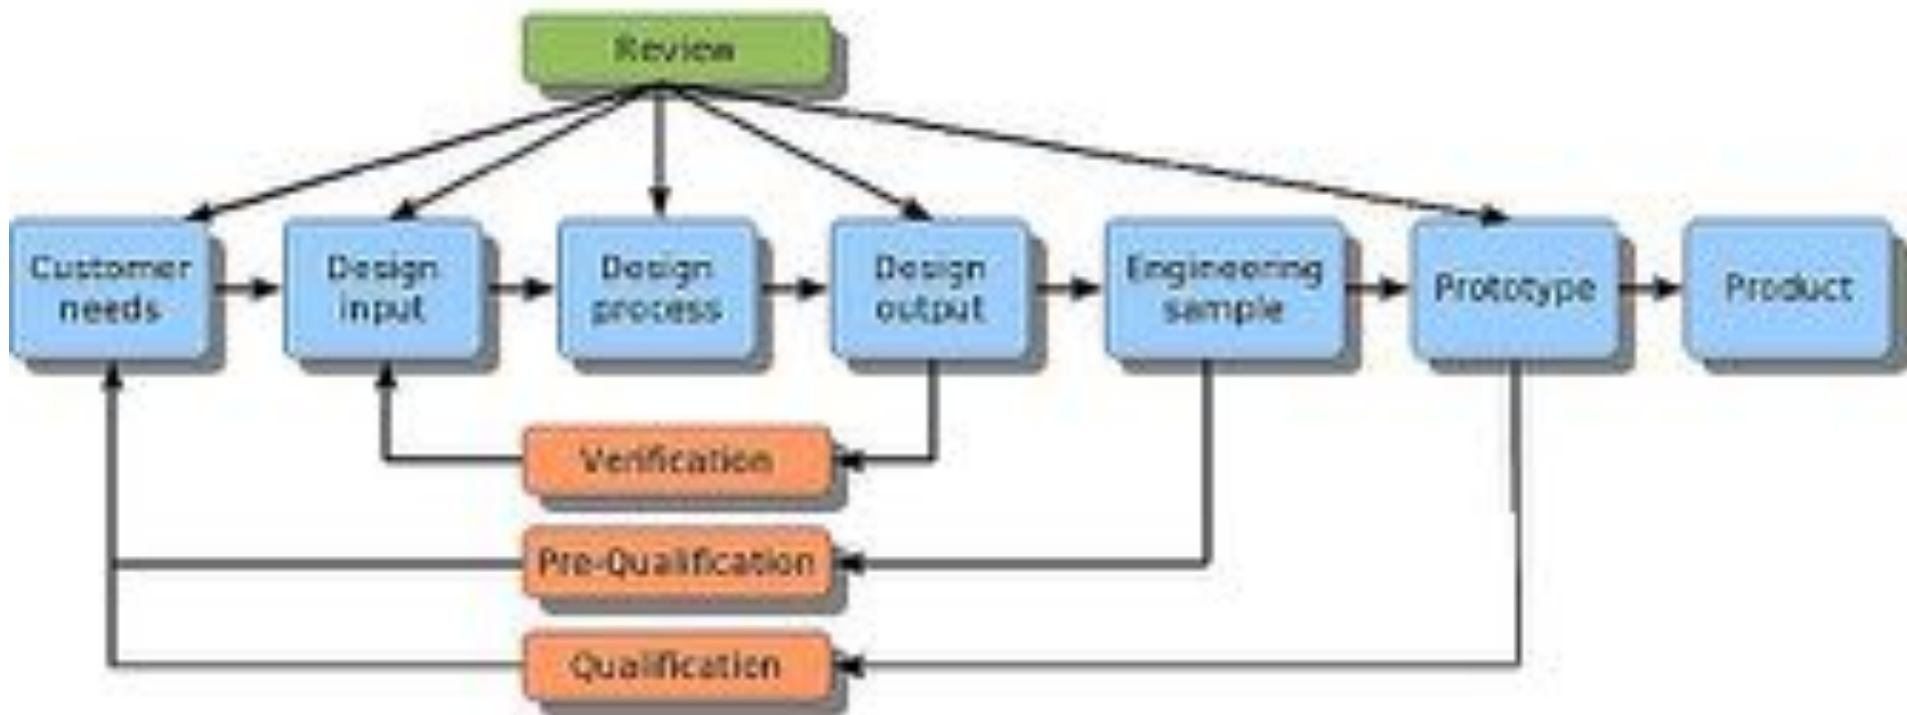 Review
Customer
needs
Design
input
Design
process
Design
output
Engineering
sample
Prototype
Product
Verification
Pre-Qualification
Qualification